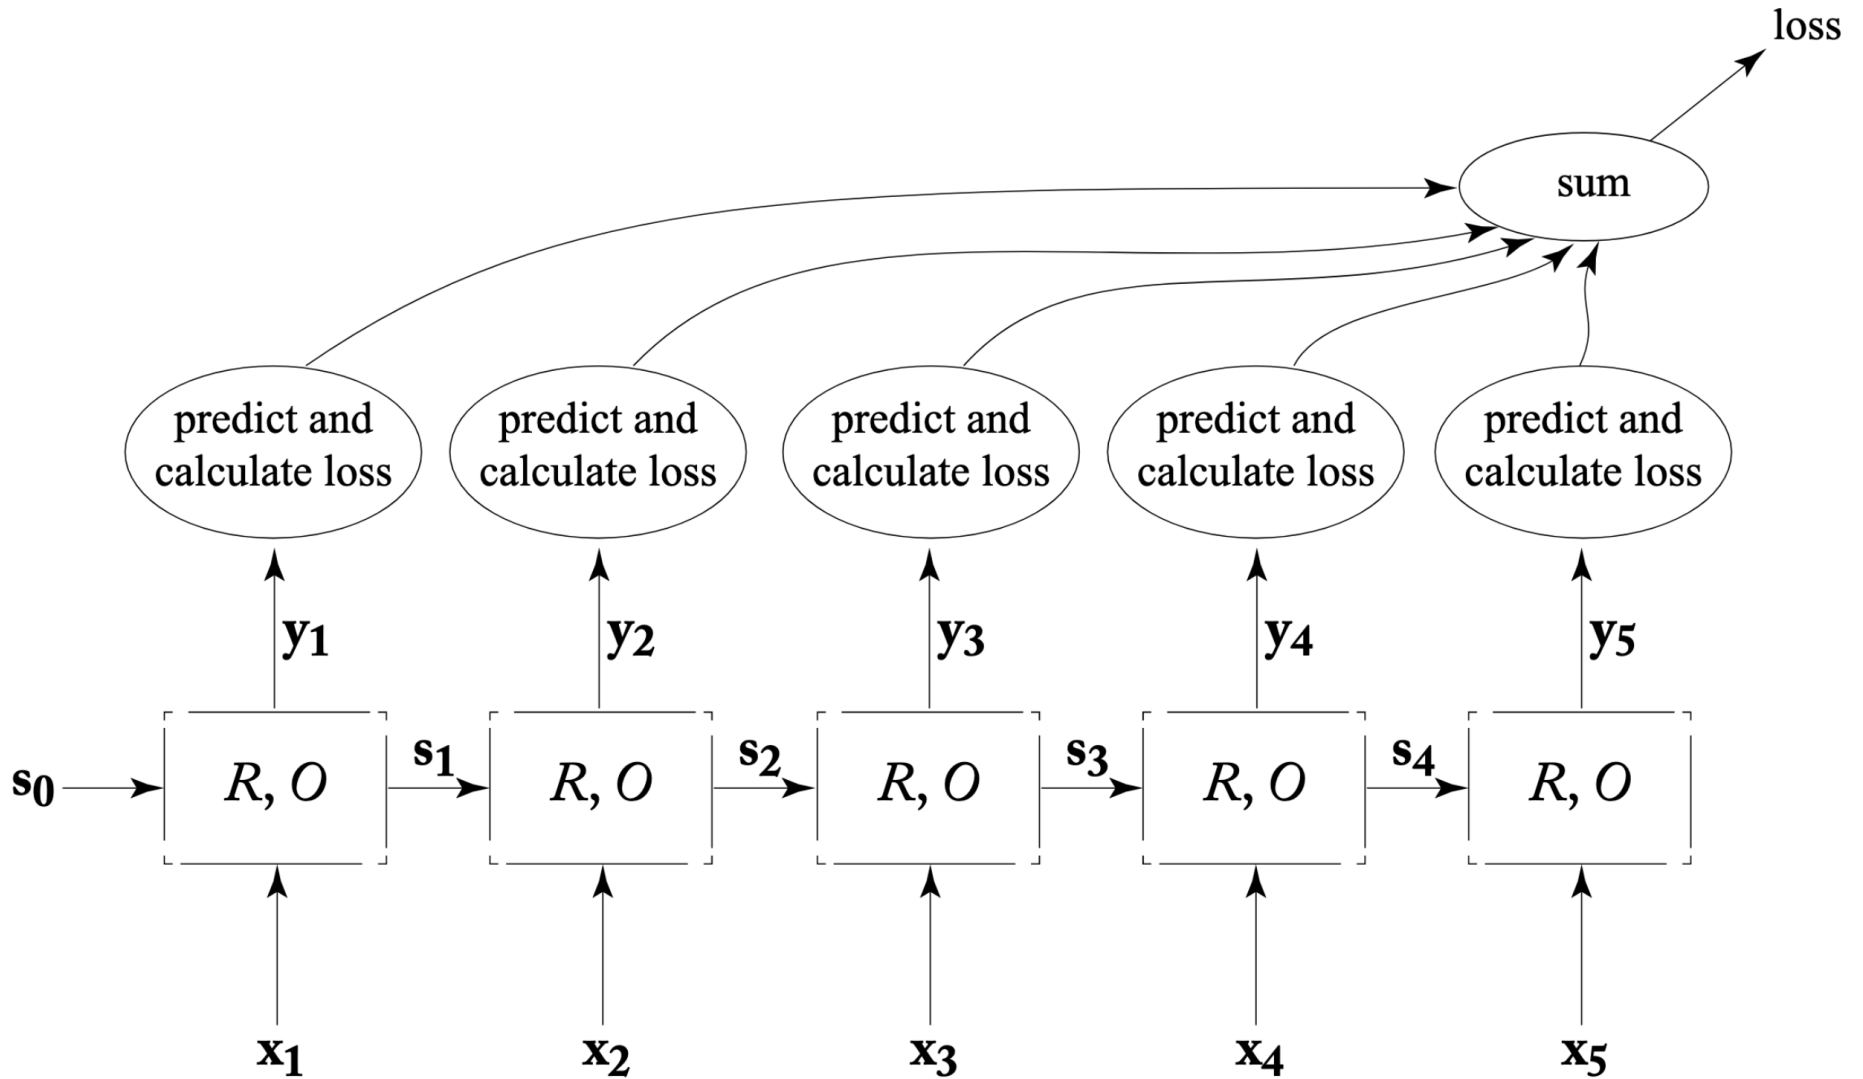 loss
sum
predict and
calculate loss
predict and
calculate loss
predict and
calculate loss
predict and
calculate loss
predict and
calculate loss
y1 y2 y3 y4 y5
s0 R, O s1 R, O s2 R, O s3 R, O s4 R, O
x1 x2 x3 x4 x5